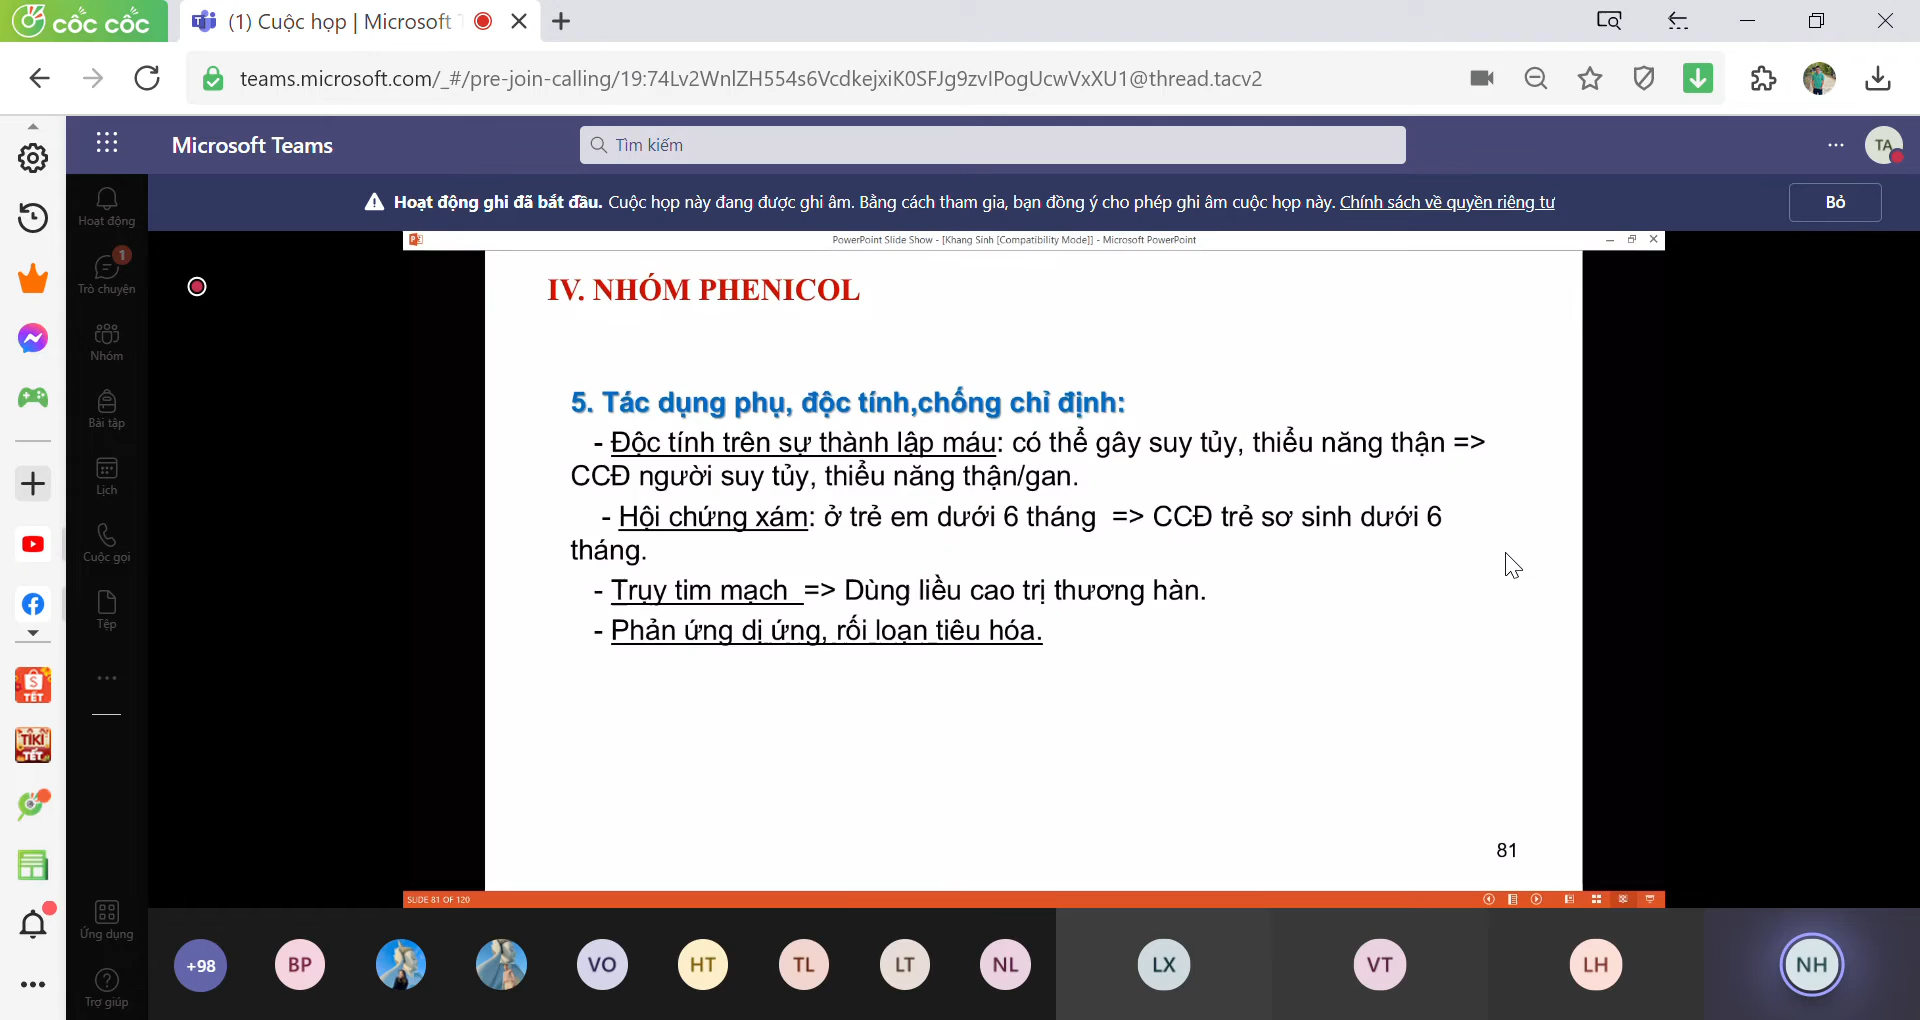 cốc cốc
(1) Cuộc họp | Microsoft
teams.microsoft.com/_#/pre-join-calling/19:74Lv2WnlZH554s6VcdkejxiK0SFJg9zvlPogUcwVxXU1@thread.tacv2
Microsoft Teams
Tìm kiếm
TA
Hoạt động ghi đã bắt đầu. Cuộc họp này đang được ghi âm. Bằng cách tham gia, bạn đồng ý cho phép ghi âm cuộc họp này. Chính sách về quyền riêng tư
Bỏ
Hoạt động
1
Trò chuyện
Nhóm
Bài tập
Lịch
Cuộc gọi
Tệp
Ứng dụng
Trợ giúp
S
TẾT
TIKI
TẾT
PowerPoint Slide Show - [Khang Sinh [Compatibility Mode]] - Microsoft PowerPoint
IV. NHÓM PHENICOL
5. Tác dụng phụ, độc tính,chống chỉ định:
- Độc tính trên sự thành lập máu: có thể gây suy tủy, thiểu năng thận =>
CCĐ người suy tủy, thiểu năng thận/gan.
- Hội chứng xám: ở trẻ em dưới 6 tháng => CCĐ trẻ sơ sinh dưới 6
tháng.
- Trụy tim mạch => Dùng liều cao trị thương hàn.
- Phản ứng dị ứng, rối loạn tiêu hóa.
81
SLIDE 81 OF 120
+98
BP
VO
HT
TL
LT
NL
LX
VT
LH
NH